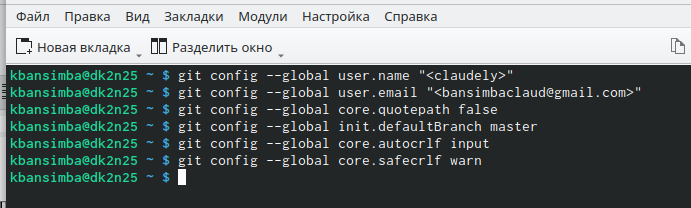 Файл Правка Вид Закладки Модули Настройка Справка
Новая вкладка Разделить окно
kbansimba@dk2n25 ~ $ git config --global user.name "<claudely>"
kbansimba@dk2n25 ~ $ git config --global user.email "<bansimbaclaud@gmail.com>"
kbansimba@dk2n25 ~ $ git config --global core.quotepath false
kbansimba@dk2n25 ~ $ git config --global init.defaultBranch master
kbansimba@dk2n25 ~ $ git config --global core.autocrlf input
kbansimba@dk2n25 ~ $ git config --global core.safecrlf warn
kbansimba@dk2n25 ~ $